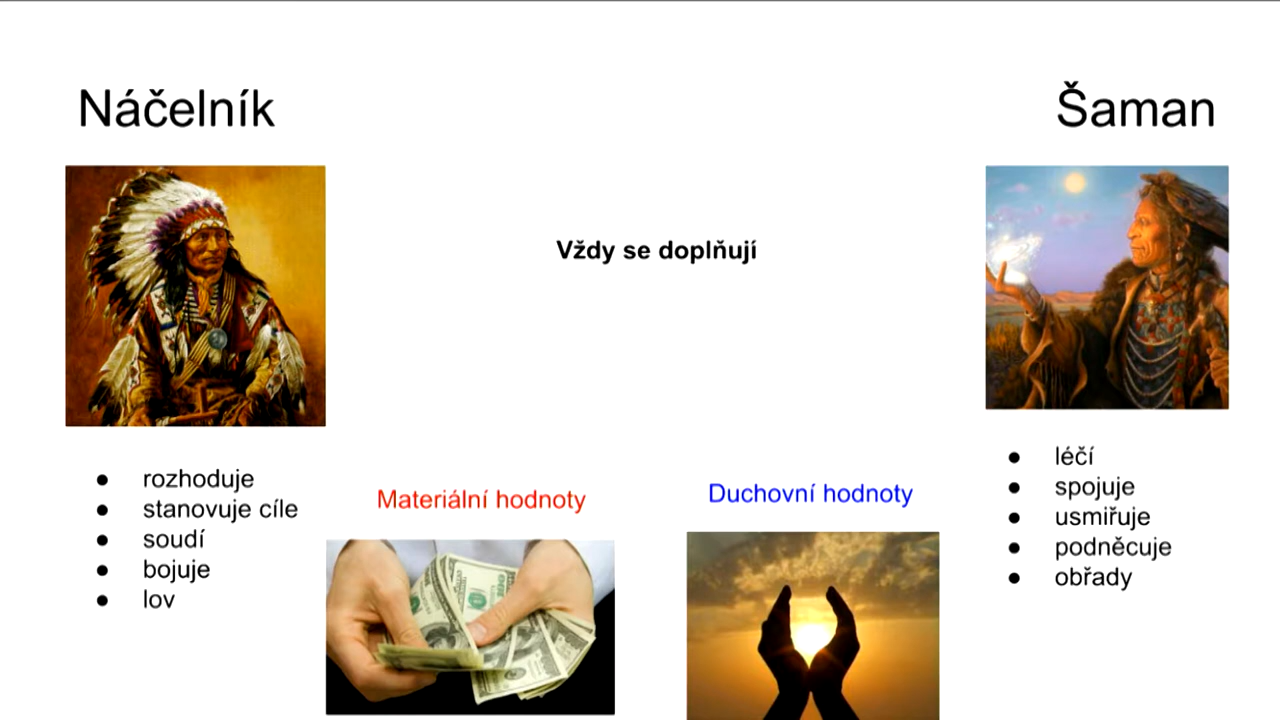 Náčelník
Šaman
Vždy se doplňují
rozhoduje
stanovuje cíle
soudí
bojuje
lov
Materiální hodnoty
Duchovní hodnoty
léčí
spojuje
usmiřuje
podněcuje
obřady